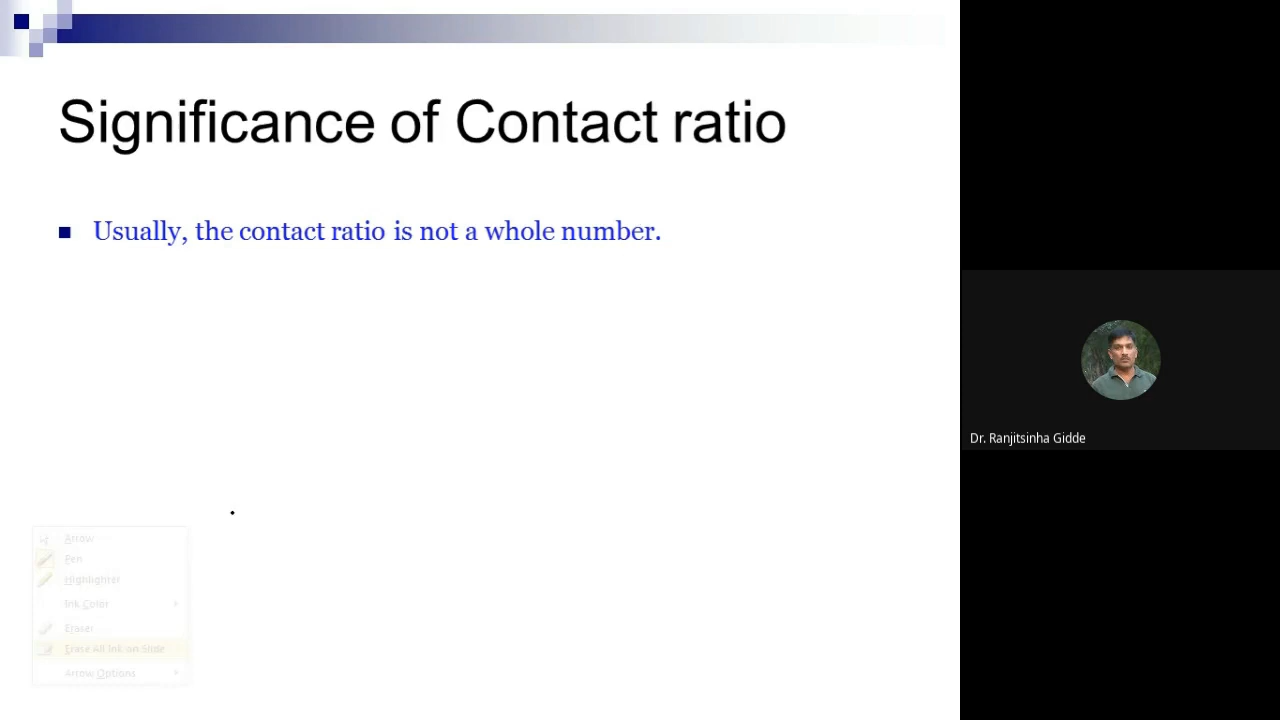 Significance of Contact ratio
Usually, the contact ratio is not a whole number.
Dr. Ranjitsinha Gidde
Arrow
Pen
Highlighter
Ink Color
Eraser
Erase All Ink on Slide
Arrow Options